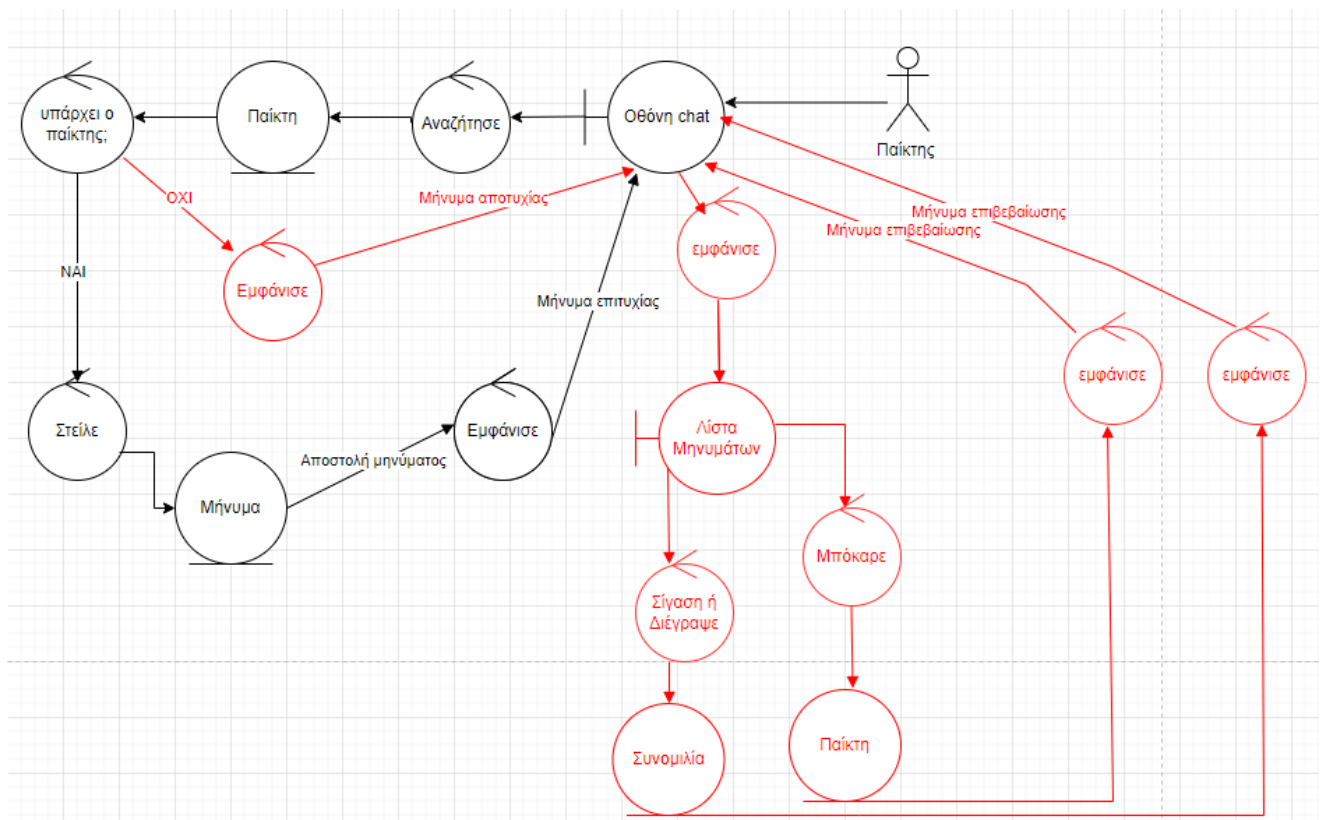 υπάρχει ο
παίκτης;
Παίκτη
Αναζήτησε
Οθόνη chat
Παίκτης
ΟΧΙ
Μήνυμα αποτυχίας
Μήνυμα επιβεβαίωσης
Μήνυμα επιβεβαίωσης
εμφάνισε
ΝΑΙ
Εμφάνισε
Μήνυμα επιτυχίας
εμφάνισε
εμφάνισε
Στείλε
Εμφάνισε
Λίστα
Μηνυμάτων
Αποστολή μηνύματος
Μήνυμα
Μπόκαρε
Σίγαση ή
Διέγραψε
Συνομιλία
Παίκτη